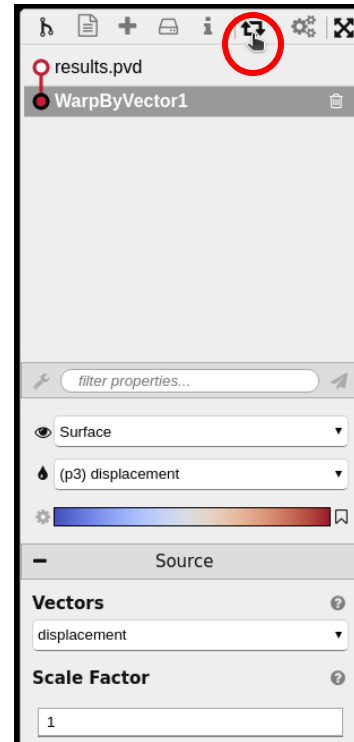 results.pvd
WarpByVector1
filter properties...
Surface
(p3) displacement
Source
Vectors
displacement
Scale Factor
1